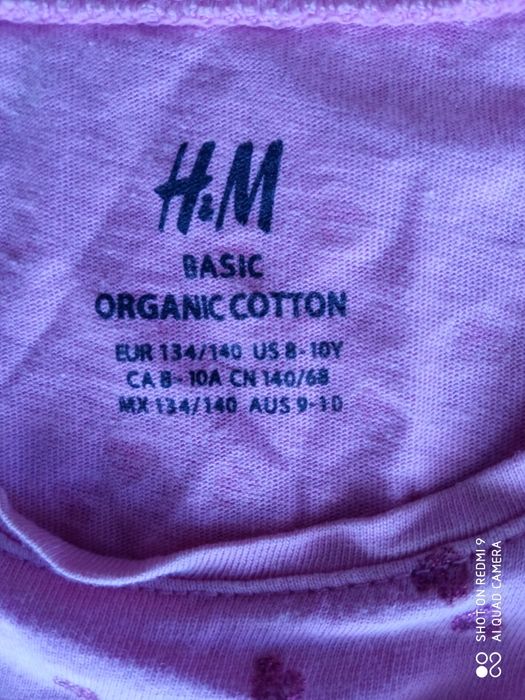 H&M
BASIC
ORGANIC COTTON
EUR 134/140 US 8-10Y
CA 8-10A CN 140/68
MX 134/140 AUS 9-10
SHOT ON REDMI 9
AI QUAD CAMERA